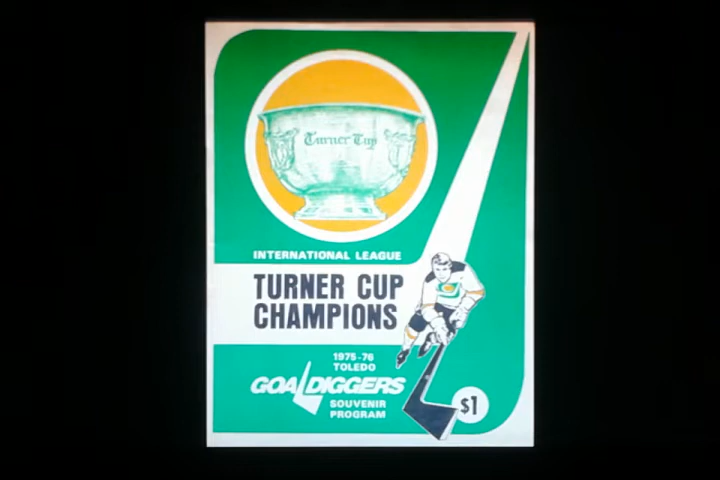 Turner Cup
INTERNATIONAL LEAGUE
TURNER CUP
CHAMPIONS
1975-76
TOLEDO
GOALDIGGERS
SOUVENIR
PROGRAM
$1